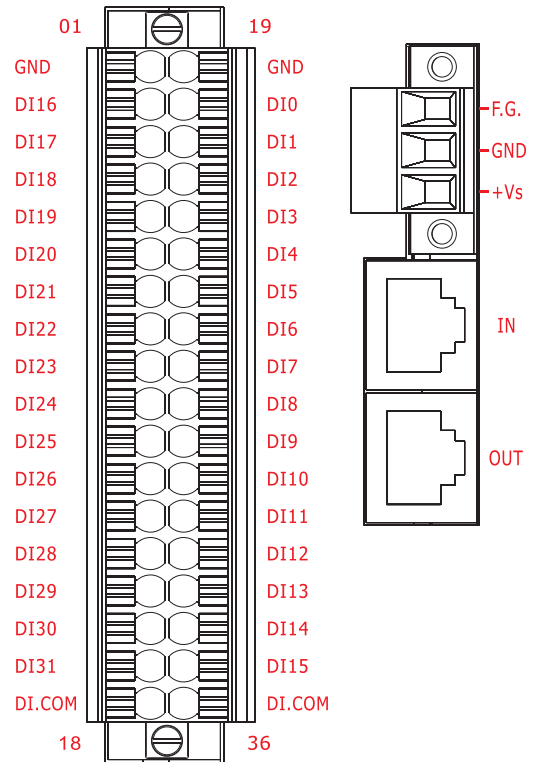 01 19
GND GND
DI16 DI0
DI17 DI1
DI18 DI2
DI19 DI3
DI20 DI4
DI21 DI5
DI22 DI6
DI23 DI7
DI24 DI8
DI25 DI9
DI26 DI10
DI27 DI11
DI28 DI12
DI29 DI13
DI30 DI14
DI31 DI15
DI.COM DI.COM
18 36
F.G.
GND
+Vs
IN
OUT